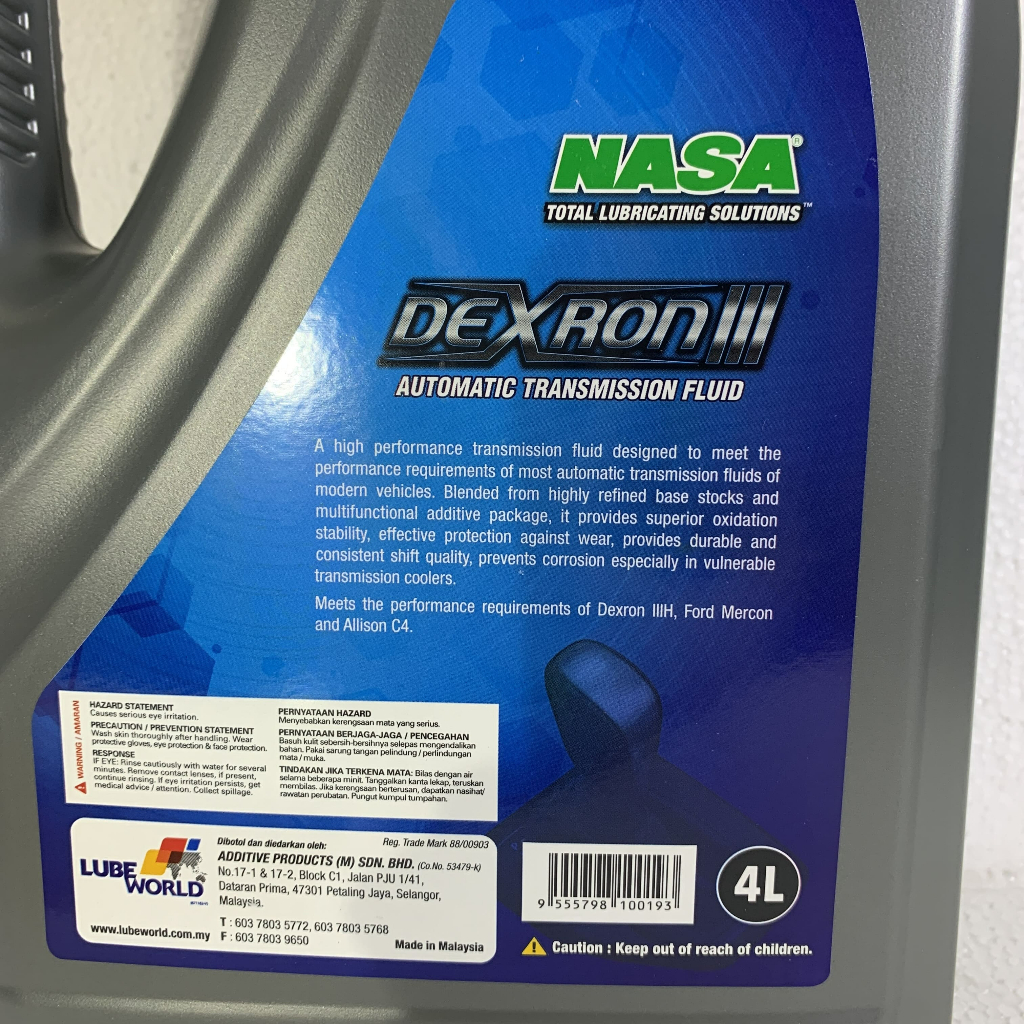 NASA®
TOTAL LUBRICATING SOLUTIONS™
DEXRON III
AUTOMATIC TRANSMISSION FLUID
A high performance transmission fluid designed to meet the
performance requirements of most automatic transmission fluids of
modern vehicles. Blended from highly refined base stocks and
multifunctional additive package, it provides superior oxidation
stability, effective protection against wear, provides durable and
consistent shift quality, prevents corrosion especially in vulnerable
transmission coolers.
Meets the performance requirements of Dexron IIIH, Ford Mercon
and Allison C4.
WARNING / AMARAN
HAZARD STATEMENT
Causes serious eye irritation.
PRECAUTION / PREVENTION STATEMENT
Wash skin thoroughly after handling. Wear
protective gloves, eye protection & face protection.
RESPONSE
IF EYE: Rinse cautiously with water for several
minutes. Remove contact lenses, if present,
continue rinsing. If eye irritation persists, get
medical advice / attention. Collect spillage.
PERNYATAAN HAZARD
Menyebabkan kerengsaan mata yang serius.
PERNYATAAN BERJAGA-JAGA / PENCEGAHAN
Basuh kulit sebersih-bersihnya selepas mengendalikan
bahan. Pakai sarung tangan pelindung / perlindungan
mata / muka.
TINDAKAN JIKA TERKENA MATA: Bilas dengan air
selama beberapa minit. Tanggalkan kanta lekap, teruskan
membilas. Jika kerengsaan berterusan, dapatkan nasihat/
rawatan perubatan. Pungut kumpul tumpahan.
LUBE
WORLD
www.lubeworld.com.my
Dibotol dan diedarkan oleh:
Reg. Trade Mark 88/00903
ADDITIVE PRODUCTS (M) SDN. BHD. (Co.No. 53479-k)
No.17-1 & 17-2, Block C1, Jalan PJU 1/41,
Dataran Prima, 47301 Petaling Jaya, Selangor,
Malaysia.
T : 603 7803 5772, 603 7803 5768
F : 603 7803 9650
Made in Malaysia
9 555798 100193
4L
Caution : Keep out of reach of children.